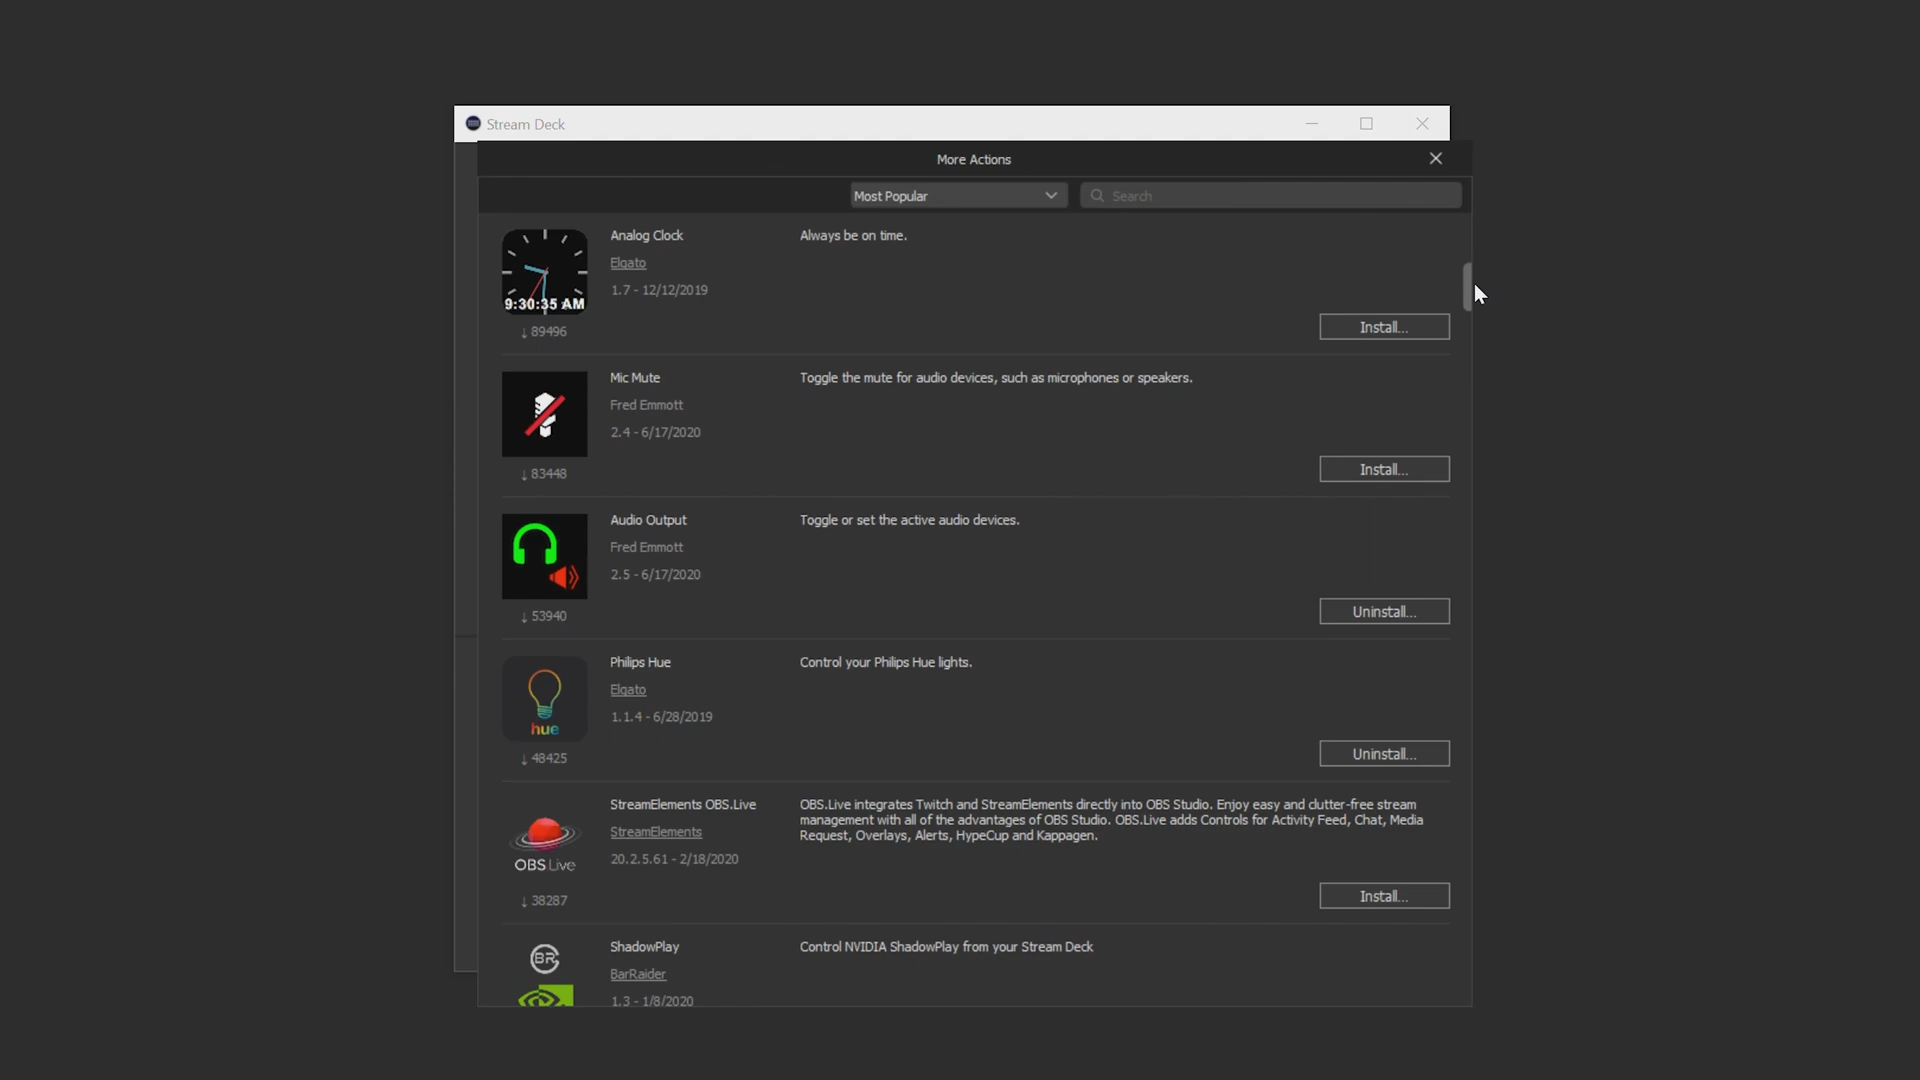 Stream Deck
More Actions
Most Popular
Search
Analog Clock
Always be on time.
Elgato
1.7 - 12/12/2019
9:30:35 AM
↓ 89496
Install...
Mic Mute
Toggle the mute for audio devices, such as microphones or speakers.
Fred Emmott
2.4 - 6/17/2020
↓ 83448
Install...
Audio Output
Toggle or set the active audio devices.
Fred Emmott
2.5 - 6/17/2020
↓ 53940
Uninstall...
Philips Hue
Control your Philips Hue lights.
Elgato
1.1.4 - 6/28/2019
hue
↓ 48425
Uninstall...
StreamElements OBS.Live
OBS.Live integrates Twitch and StreamElements directly into OBS Studio. Enjoy easy and clutter-free stream
management with all of the advantages of OBS Studio. OBS.Live adds Controls for Activity Feed, Chat, Media
Request, Overlays, Alerts, HypeCup and Kappagen.
StreamElements
20.2.5.61 - 2/18/2020
OBS Live
↓ 38287
Install...
ShadowPlay
Control NVIDIA ShadowPlay from your Stream Deck
BR
BarRaider
1.3 - 1/8/2020